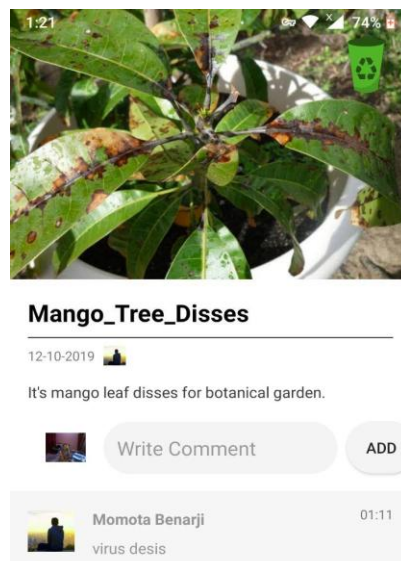 1:21
74%
Mango_Tree_Disses
12-10-2019
It's mango leaf disses for botanical garden.
Write Comment
ADD
Momota Benarji
01:11
virus desis